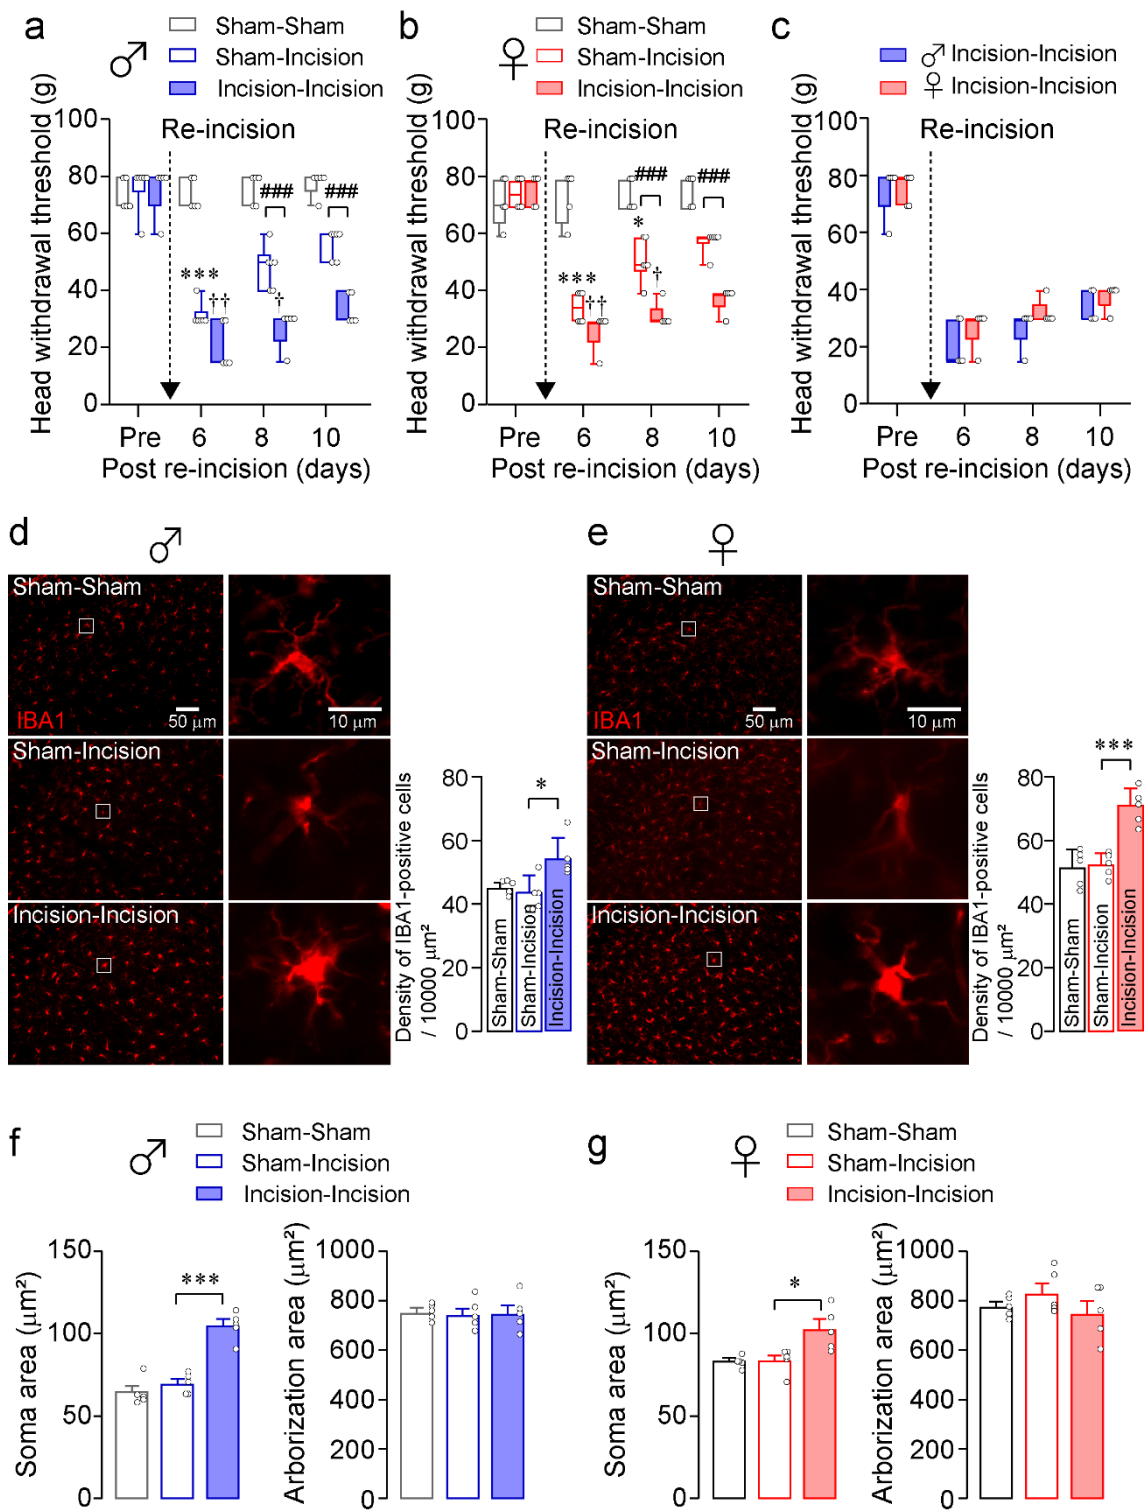 a
♂
Sham-Sham
Sham-Incision
Incision-Incision
Head withdrawal threshold (g)
100
80
60
40
20
0
Re-incision
***
††
###
†
###
Pre
6
8
10
Post re-incision (days)
b
♀
Sham-Sham
Sham-Incision
Incision-Incision
Head withdrawal threshold (g)
100
80
60
40
20
0
Re-incision
***
††
###
*
†
###
Pre
6
8
10
Post re-incision (days)
c
♂ Incision-Incision
♀ Incision-Incision
Head withdrawal threshold (g)
100
80
60
40
20
0
Re-incision
Pre
6
8
10
Post re-incision (days)
d
♂
Sham-Sham
IBA1
50 μm
10 μm
Sham-Incision
Incision-Incision
Density of IBA1-positive cells
/ 10000 μm²
80
60
40
20
0
*
Sham-Sham
Sham-Incision
Incision-Incision
e
♀
Sham-Sham
IBA1
50 μm
10 μm
Sham-Incision
Incision-Incision
Density of IBA1-positive cells
/ 10000 μm²
80
60
40
20
0
***
Sham-Sham
Sham-Incision
Incision-Incision
f
♂
Sham-Sham
Sham-Incision
Incision-Incision
Soma area (μm²)
150
100
50
0
***
Arborization area (μm²)
1000
800
600
400
200
0
g
♀
Sham-Sham
Sham-Incision
Incision-Incision
Soma area (μm²)
150
100
50
0
*
Arborization area (μm²)
1000
800
600
400
200
0